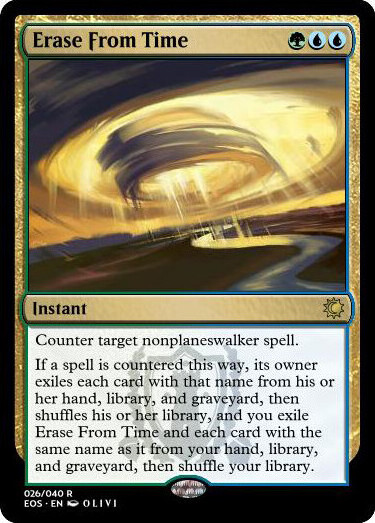 Erase From Time
Instant
Counter target nonplaneswalker spell.
If a spell is countered this way, its owner
exiles each card with that name from his or
her hand, library, and graveyard, then
shuffles his or her library, and you exile
Erase From Time and each card with the
same name as it from your hand, library,
and graveyard, then shuffle your library.
026/040 R
EOS • EN OLIVI